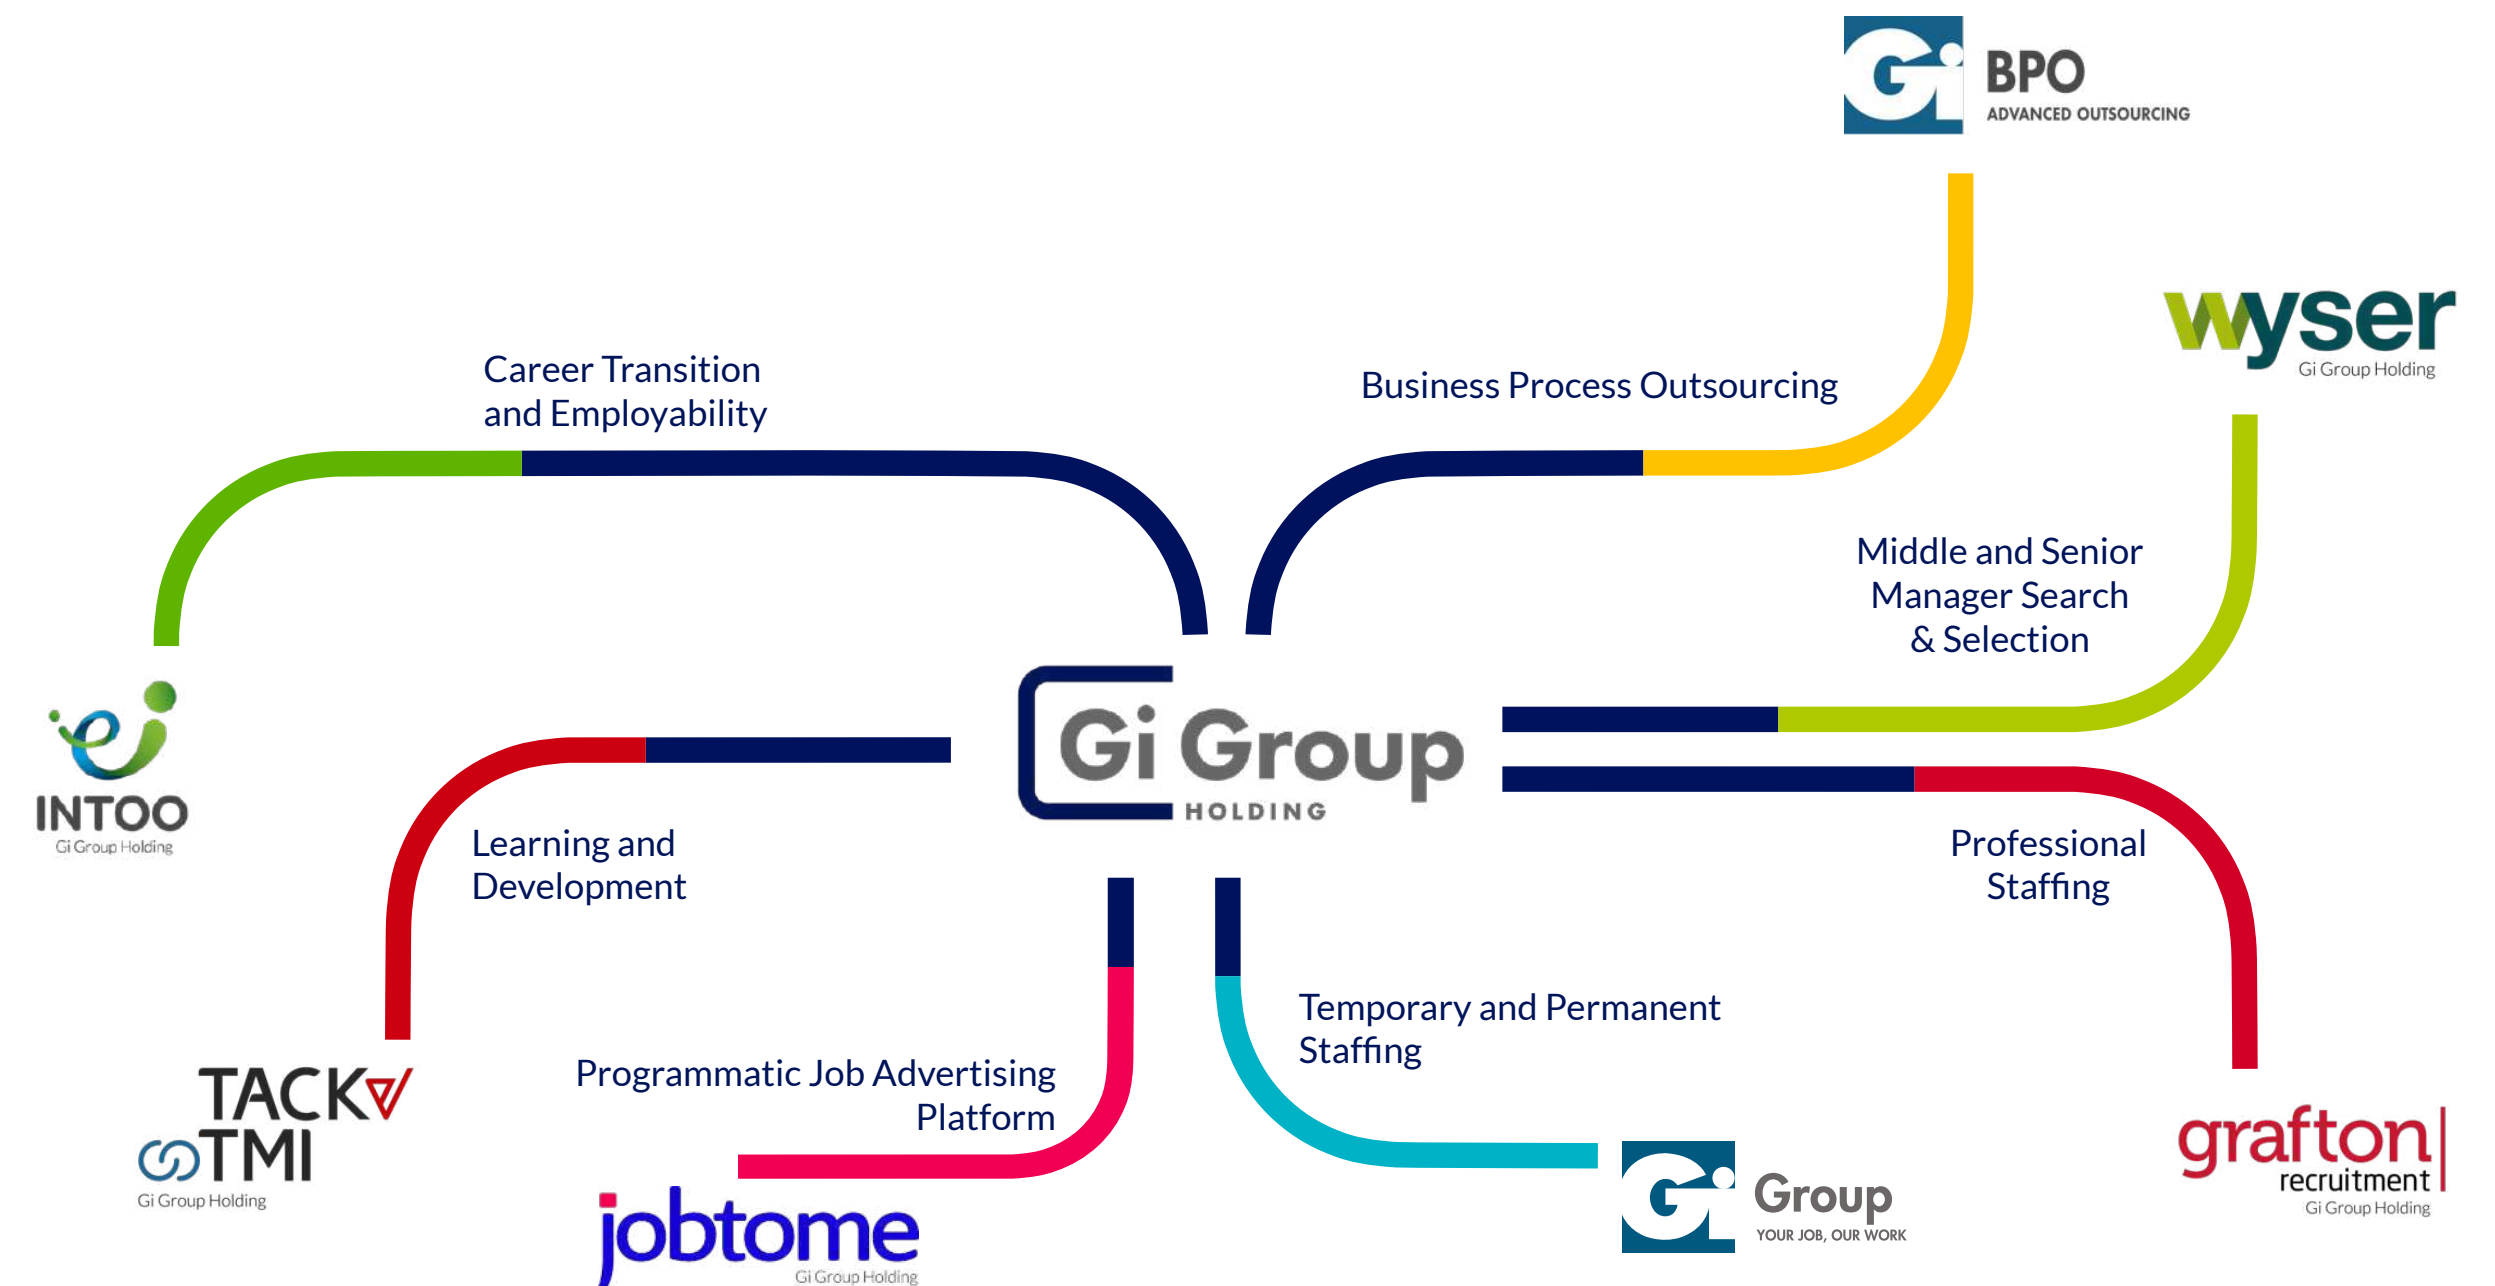 Gi BPO
ADVANCED OUTSOURCING
wyser
Gi Group Holding
Career Transition
and Employability
Business Process Outsourcing
Middle and Senior
Manager Search
& Selection
INTOO
Gi Group Holding
Gi Group
HOLDING
Learning and
Development
Professional
Staffing
Temporary and Permanent
Staffing
Programmatic Job Advertising
Platform
TACK
TMI
Gi Group Holding
jobtome
Gi Group Holding
Gi Group
YOUR JOB, OUR WORK
grafton
recruitment
Gi Group Holding